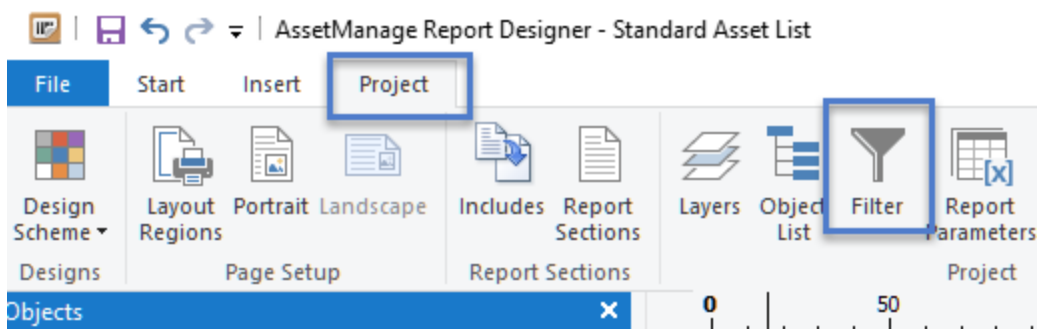 AssetManage Report Designer - Standard Asset List
File Start Insert Project
Design Scheme Layout Regions Portrait Landscape Includes Report Sections Layers Object List Filter Report Parameters [x]
Designs Page Setup Report Sections Project
Objects
0 50